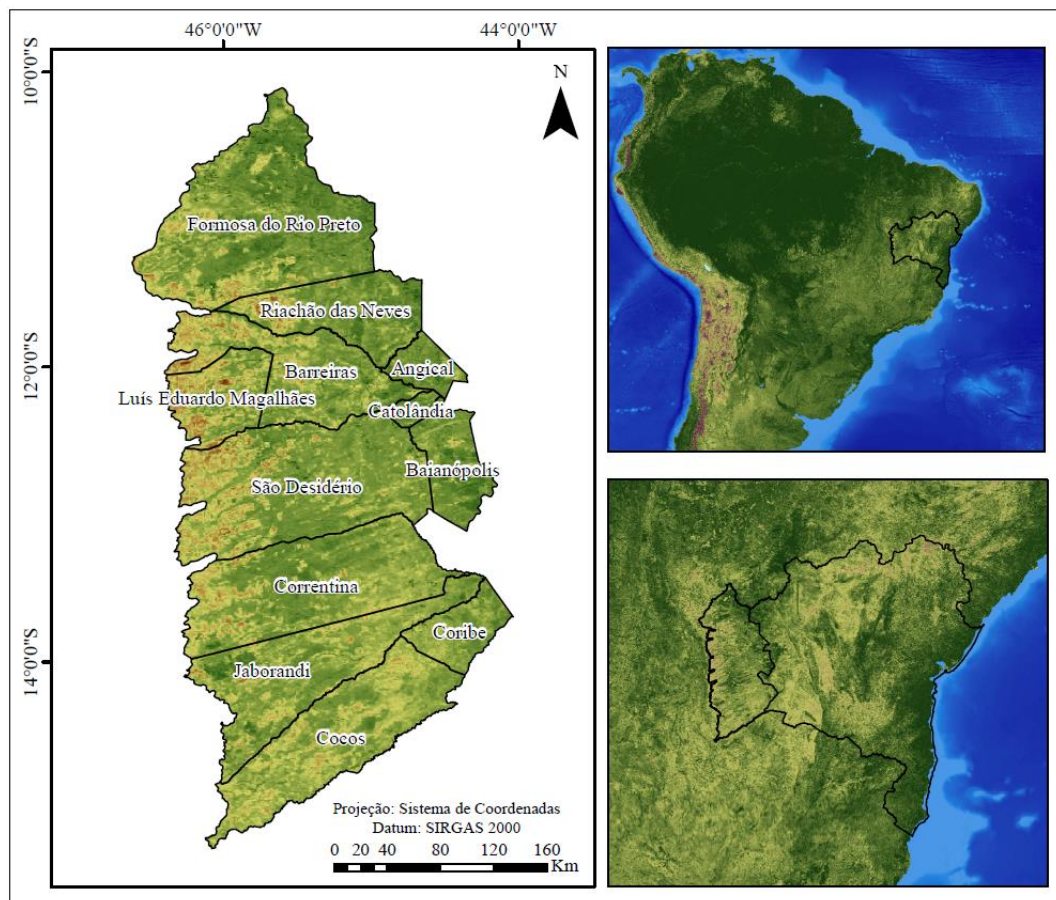 46°0'0"W
44°0'0"W
10°0'0"S
N
Formosa do Rio Preto
Riachão das Neves
12°0'0"S
Barreiras
Angical
Luís Eduardo Magalhães
Catolândia
Baianópolis
São Desidério
Correntina
Coribe
14°0'0"S
Jaborandi
Cocos
Projeção: Sistema de Coordenadas
Datum: SIRGAS 2000
0 20 40 80 120 160
Km